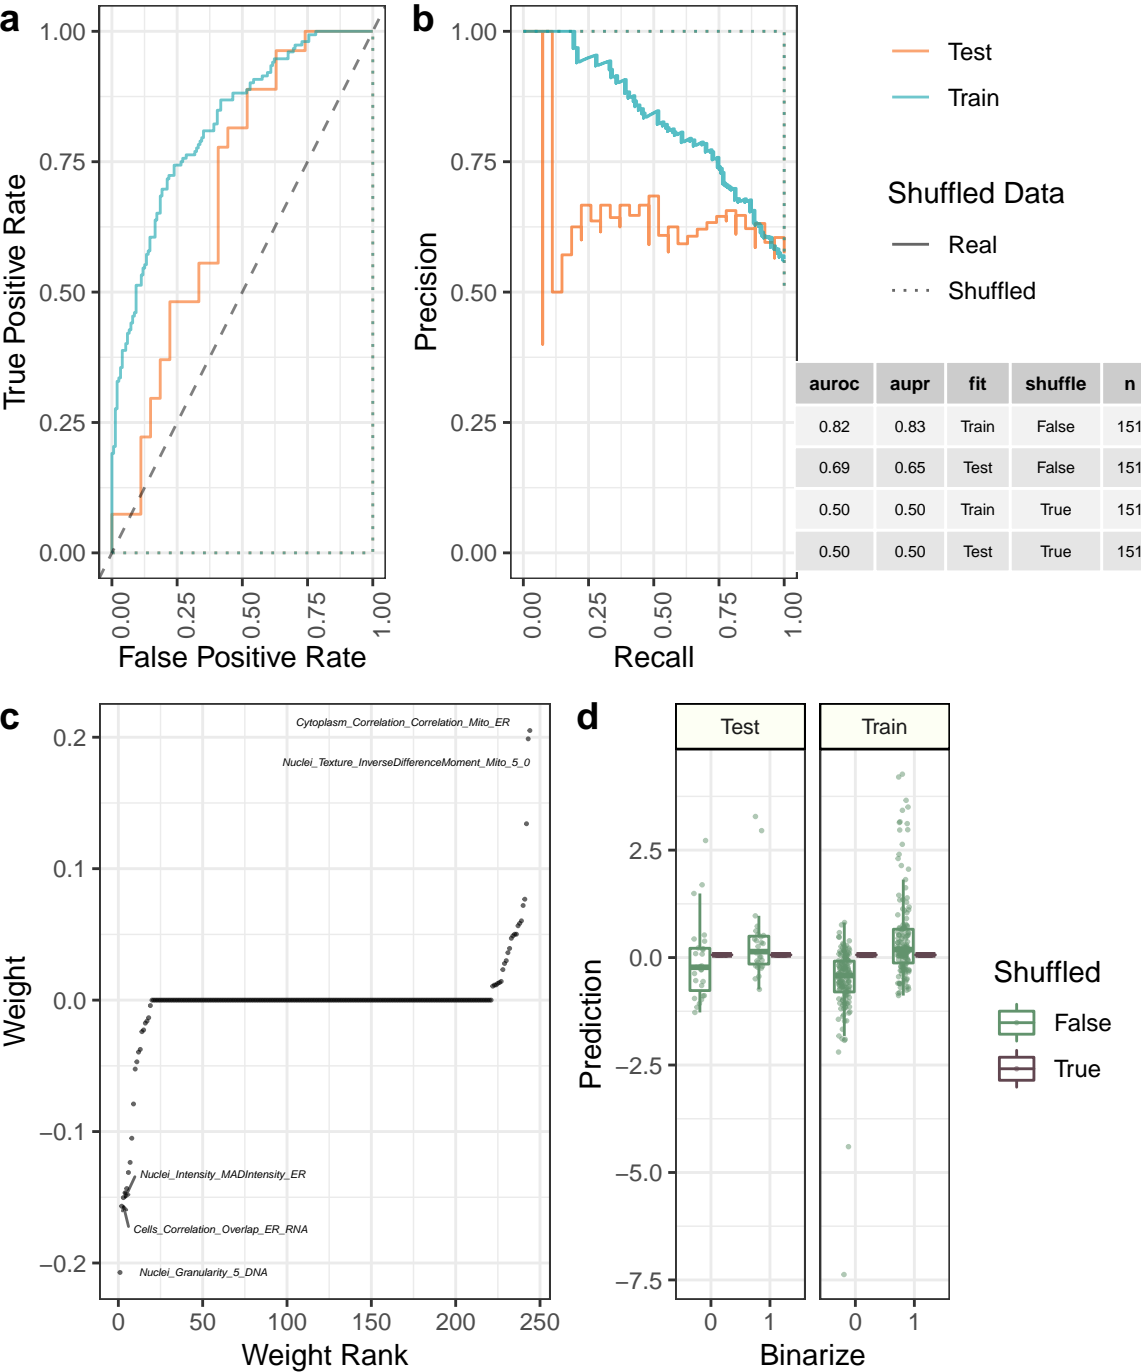 a
True Positive Rate
1.00
0.75
0.50
0.25
0.00
0.00
0.25
0.50
0.75
1.00
False Positive Rate
b
Precision
1.00
0.75
0.50
0.25
0.00
0.00
0.25
0.50
0.75
1.00
Recall
Test
Train
Shuffled Data
Real
Shuffled
auroc aupr fit shuffle n
0.82 0.83 Train False 151
0.69 0.65 Test False 151
0.50 0.50 Train True 151
0.50 0.50 Test True 151
c
Weight
0.2
0.1
0.0
−0.1
−0.2
Cytoplasm_Correlation_Correlation_Mito_ER
Nuclei_Texture_InverseDifferenceMoment_Mito_5_0
Nuclei_Intensity_MADIntensity_ER
Cells_Correlation_Overlap_ER_RNA
Nuclei_Granularity_5_DNA
0 50 100 150 200 250
Weight Rank
d
Test Train
Prediction
2.5
0.0
−2.5
−5.0
−7.5
0 1 0 1
Binarize
Shuffled
False
True